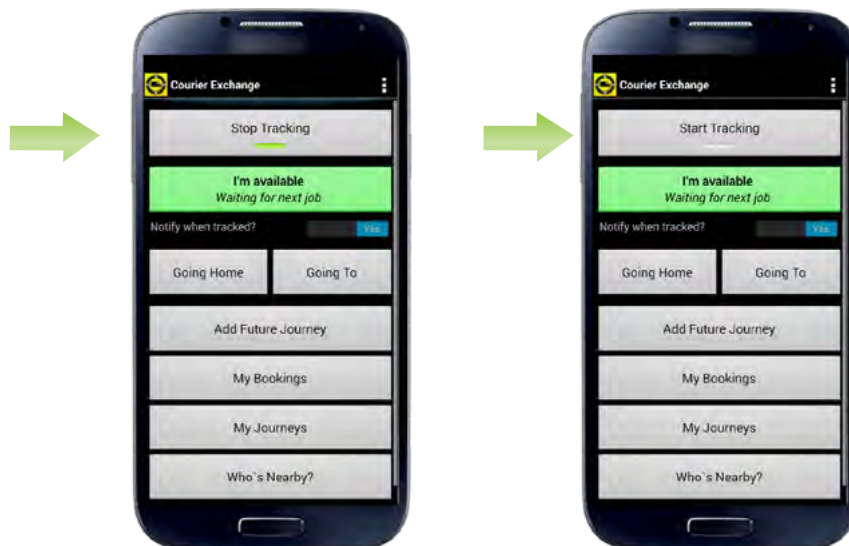 Courier Exchange
Stop Tracking
I'm available
Waiting for next job
Notify when tracked?
Yes
Going Home
Going To
Add Future Journey
My Bookings
My Journeys
Who`s Nearby?
Courier Exchange
Start Tracking
I'm available
Waiting for next job
Notify when tracked?
Yes
Going Home
Going To
Add Future Journey
My Bookings
My Journeys
Who`s Nearby?